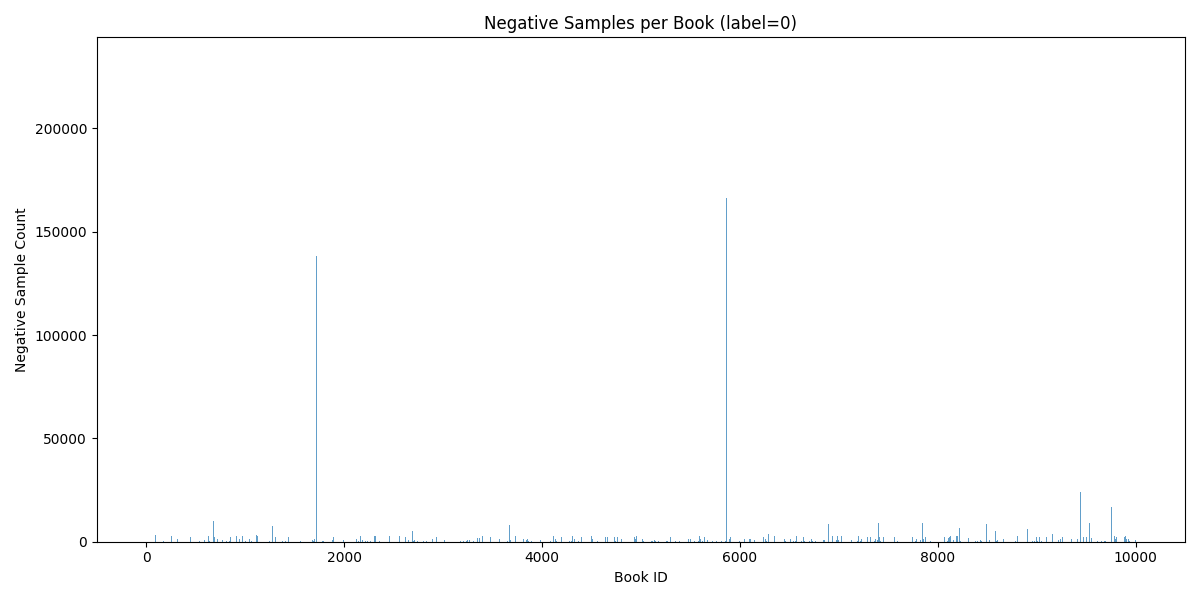 Negative Samples per Book (label=0)
Negative Sample Count
200000
150000
100000
50000
0
0 2000 4000 6000 8000 10000
Book ID